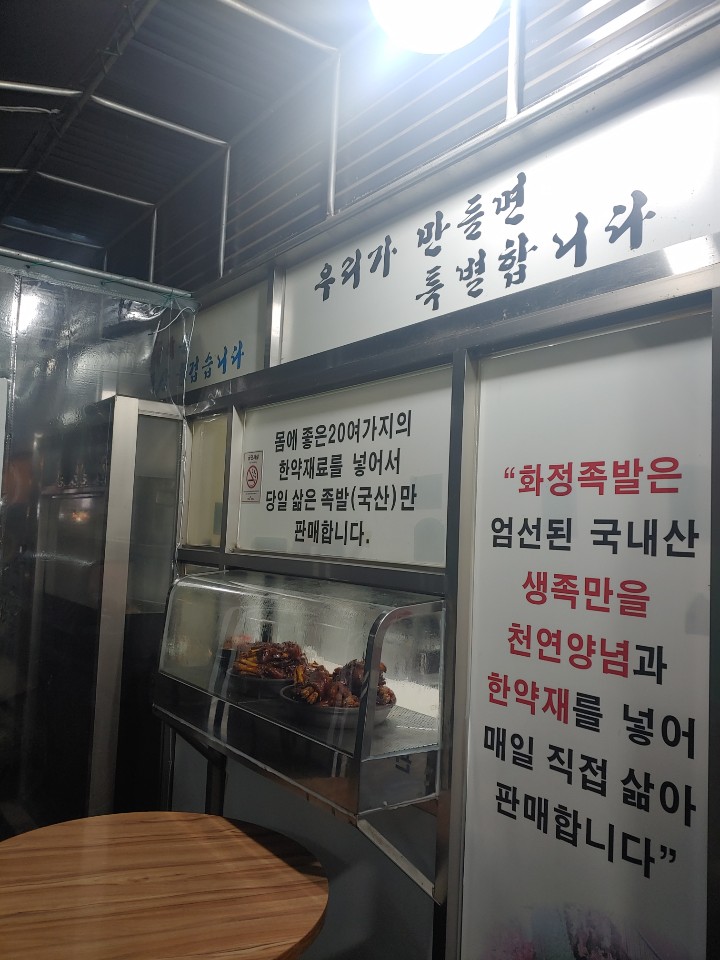 우리가 만들면
특별합니다
습니다
몸에 좋은20여가지의
한약재료를 넣어서
당일 삶은 족발(국산)만
판매합니다.
“화정족발은
엄선된 국내산
생족만을
천연양념과
한약재를 넣어
매일 직접 삶아
판매합니다”